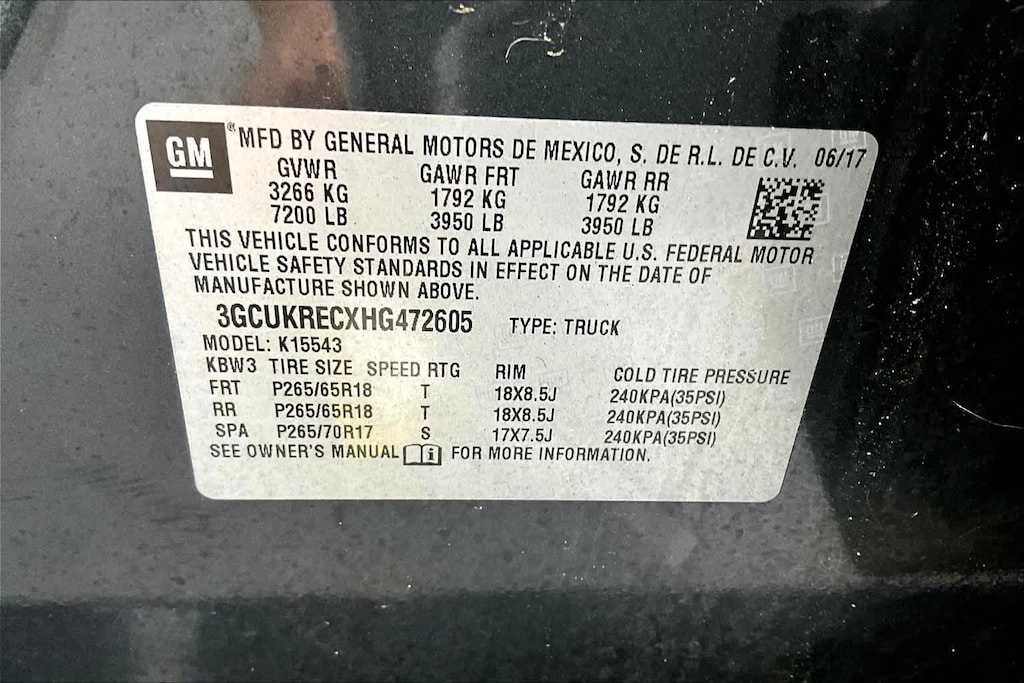 GM ® MFD BY GENERAL MOTORS DE MEXICO, S. DE R.L. DE C.V. 06/17
GVWR GAWR FRT GAWR RR
3266 KG 1792 KG 1792 KG
7200 LB 3950 LB 3950 LB
THIS VEHICLE CONFORMS TO ALL APPLICABLE U.S. FEDERAL MOTOR
VEHICLE SAFETY STANDARDS IN EFFECT ON THE DATE OF
MANUFACTURE SHOWN ABOVE.
3GCUKRECXHG472605 TYPE: TRUCK
MODEL: K15543
KBW3 TIRE SIZE SPEED RTG RIM COLD TIRE PRESSURE
FRT P265/65R18 T 18X8.5J 240KPA(35PSI)
RR P265/65R18 T 18X8.5J 240KPA(35PSI)
SPA P265/70R17 S 17X7.5J 240KPA(35PSI)
SEE OWNER'S MANUAL i FOR MORE INFORMATION.